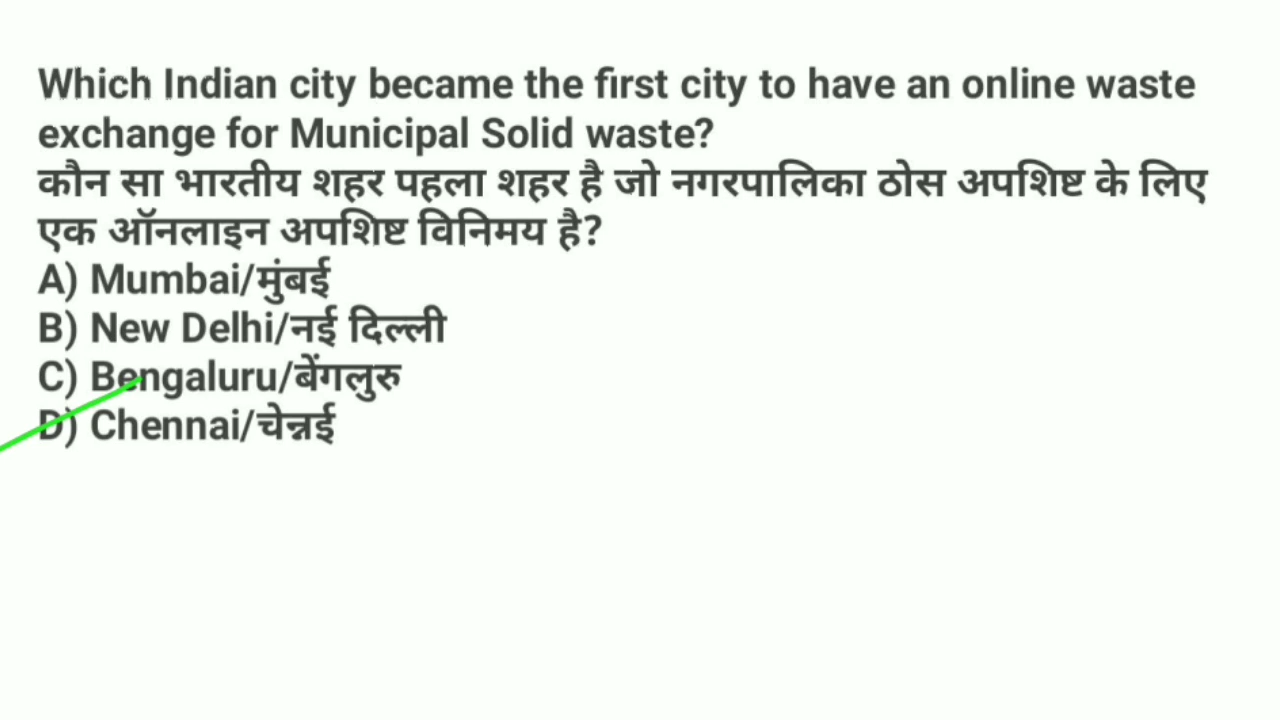 Which Indian city became the first city to have an online waste
exchange for Municipal Solid waste?
कौन सा भारतीय शहर पहला शहर है जो नगरपालिका ठोस अपशिष्ट के लिए
एक ऑनलाइन अपशिष्ट विनिमय है?
A) Mumbai/मुंबई
B) New Delhi/नई दिल्ली
C) Bengaluru/बेंगलुरु
D) Chennai/चेन्नई